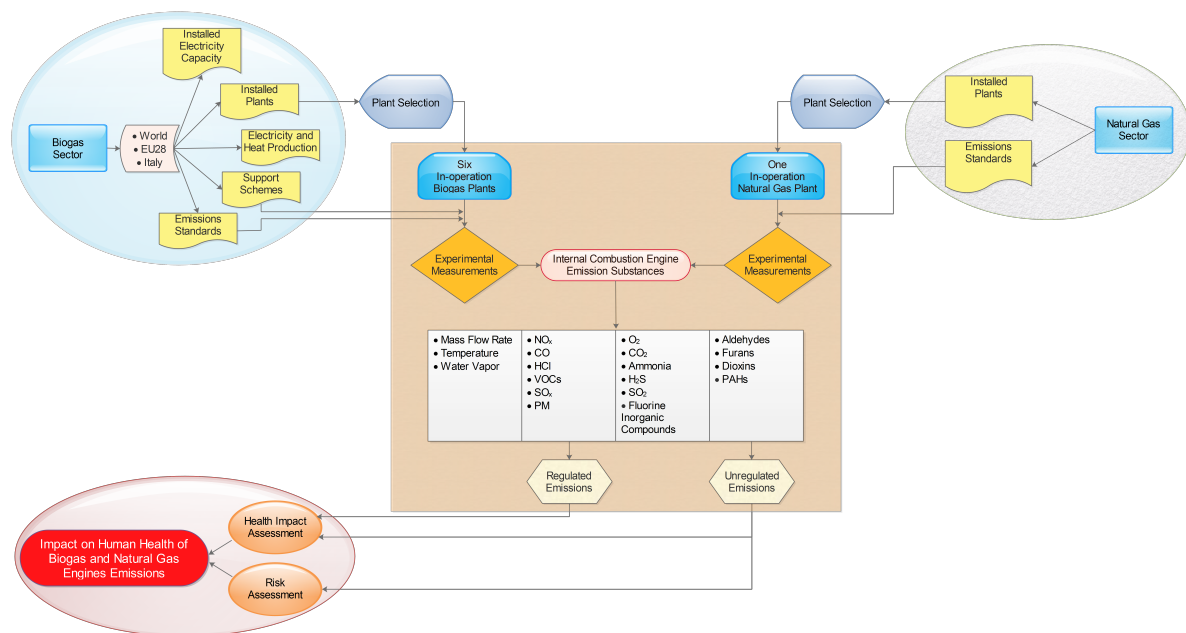 Installed
Electricity
Capacity
Installed
Plants
Plant Selection
Plant Selection
Installed
Plants
Biogas
Sector
• World
• EU28
• Italy
Electricity and
Heat Production
Natural Gas
Sector
Emissions
Standards
Support
Schemes
Emissions
Standards
Six
In-operation
Biogas Plants
One
In-operation
Natural Gas Plant
Experimental
Measurements
Internal Combustion Engine
Emission Substances
Experimental
Measurements
• Mass Flow Rate
• Temperature
• Water Vapor
• NOₓ
• CO
• HCl
• VOCs
• SOₓ
• PM
• O₂
• CO₂
• Ammonia
• H₂S
• SO₂
• Fluorine
Inorganic
Compounds
• Aldehydes
• Furans
• Dioxins
• PAHs
Regulated
Emissions
Unregulated
Emissions
Health Impact
Assessment
Impact on Human Health of
Biogas and Natural Gas
Engines Emissions
Risk
Assessment